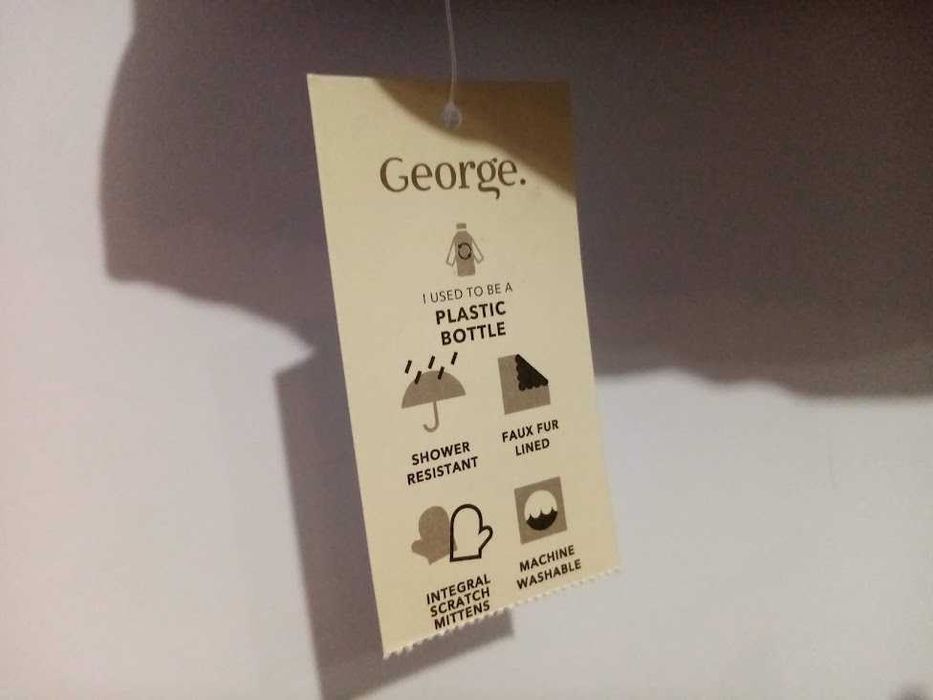 George.
I USED TO BE A
PLASTIC
BOTTLE
SHOWER
RESISTANT
FAUX FUR
LINED
INTEGRAL
SCRATCH
MITTENS
MACHINE
WASHABLE